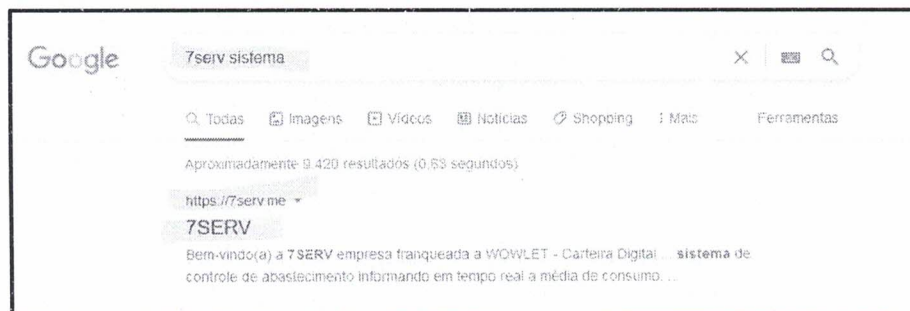 Google
7serv sistema
Todas Imagens Vídeos Notícias Shopping Mais Ferramentas
Aproximadamente 9.420 resultados (0,63 segundos)
https://7serv.me
7SERV
Bem-vindo(a) a 7SERV empresa franqueada a WOWLET - Carteira Digital ... sistema de
controle de abastecimento informando em tempo real a média de consumo. ...